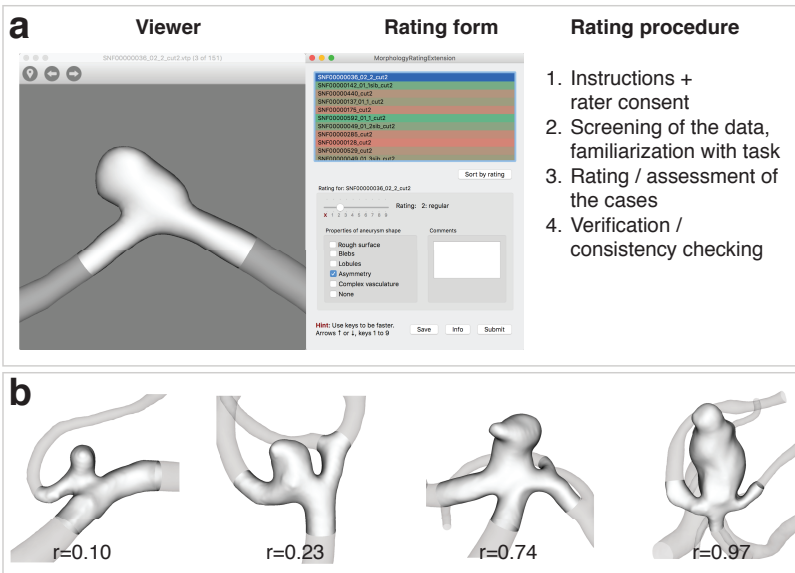 a
Viewer
Rating form
Rating procedure
SNF00000036_02_2_cut2.vtp (3 of 151)
MorphologyRatingExtension
SNF00000036_02_2_cut2
SNF00000142_01_1sib_cut2
SNF00000440_cut2
SNF00000137_01_1_cut2
SNF00000175_cut2
SNF00000592_01_1_cut2
SNF00000049_01_2sib_cut2
SNF00000285_cut2
SNF00000128_cut2
SNF00000529_cut2
SNF00000049_01_3sib_cut2
Sort by rating
Rating for: SNF00000036_02_2_cut2
Rating: 2: regular
X 1 2 3 4 5 6 7 8 9
Properties of aneurysm shape
Comments
Rough surface
Blebs
Lobules
Asymmetry
Complex vasculature
None
Hint: Use keys to be faster.
Arrows ↑ or ↓, keys 1 to 9
Save
Info
Submit
1. Instructions +
rater consent
2. Screening of the data,
familiarization with task
3. Rating / assessment of
the cases
4. Verification /
consistency checking
b
r=0.10
r=0.23
r=0.74
r=0.97